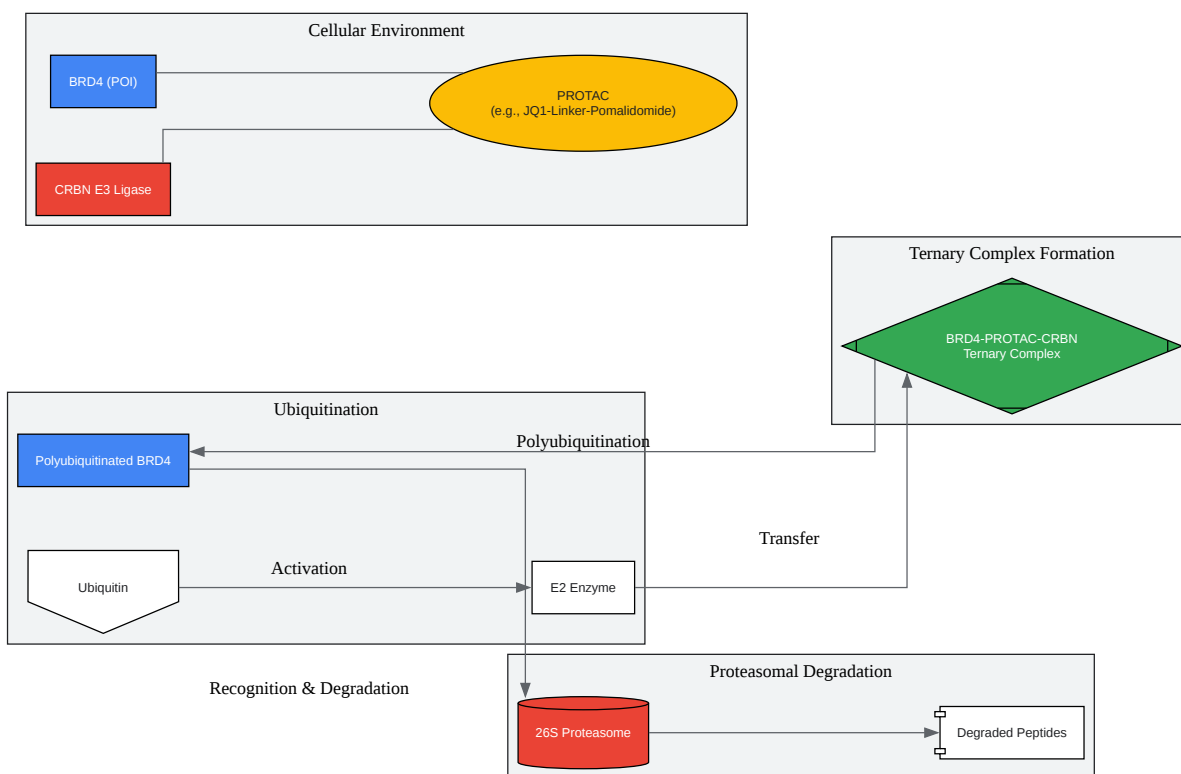 Cellular Environment
BRD4 (POI)
PROTAC
(e.g., JQ1-Linker-Pomalidomide)
CRBN E3 Ligase
Ternary Complex Formation
BRD4-PROTAC-CRBN
Ternary Complex
Ubiquitination
Polyubiquitination
Polyubiquitinated BRD4
Transfer
Activation
Ubiquitin
E2 Enzyme
Proteasomal Degradation
Recognition & Degradation
26S Proteasome
Degraded Peptides